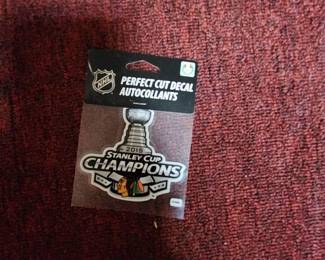 NHL
PERFECT CUT DECAL
AUTOCOLLANTS
2015
STANLEY CUP
CHAMPIONS